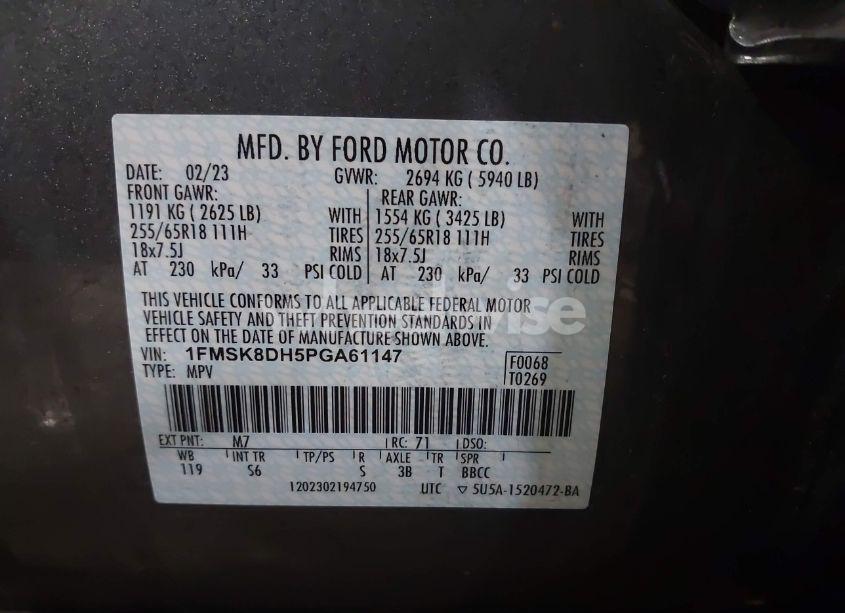 MFD. BY FORD MOTOR CO.
DATE: 02/23 GVWR: 2694 KG ( 5940 LB)
FRONT GAWR: REAR GAWR:
1191 KG ( 2625 LB) WITH 1554 KG ( 3425 LB) WITH
255/65R18 111H TIRES 255/65R18 111H TIRES
18x7.5J RIMS 18x7.5J RIMS
AT 230 kPa/ 33 PSI COLD AT 230 kPa/ 33 PSI COLD
THIS VEHICLE CONFORMS TO ALL APPLICABLE FEDERAL MOTOR
VEHICLE SAFETY AND THEFT PREVENTION STANDARDS IN
EFFECT ON THE DATE OF MANUFACTURE SHOWN ABOVE.
VIN: 1FMSK8DH5PGA61147 F0068
TYPE: MPV T0269
EXT PNT: M7 RC: 71 DSO:
WB INT TR TP/PS R AXLE TR SPR
119 S6 S 3B T BBCC
1202302194750 UTC ▽ 5U5A-1520472-BA